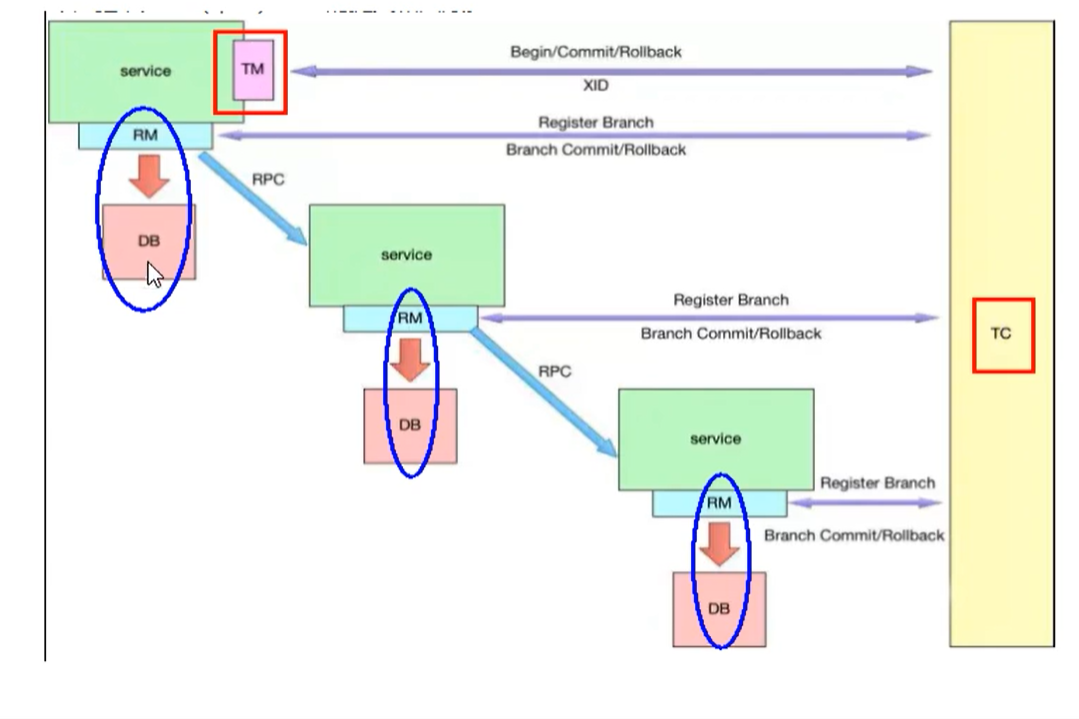 Begin/Commit/Rollback
service
TM
XID
Register Branch
RM
Branch Commit/Rollback
RPC
DB
service
Register Branch
RM
Branch Commit/Rollback
TC
RPC
DB
service
Register Branch
RM
Branch Commit/Rollback
DB